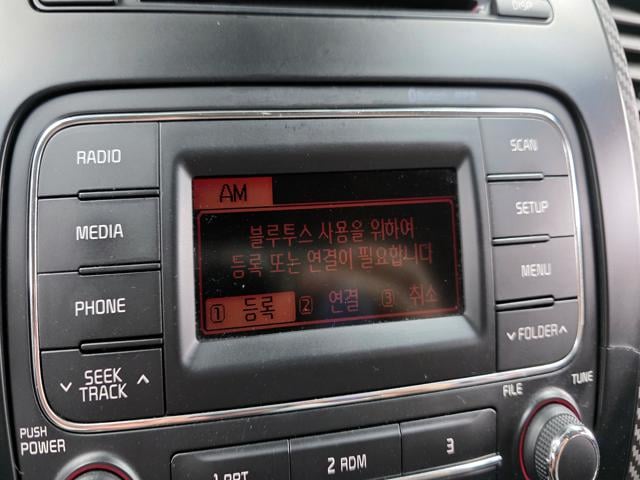 DISP
RADIO
SCAN
AM
MEDIA
SETUP
블루투스 사용을 위하여
등록 또는 연결이 필요합니다
PHONE
MENU
① 등록 ② 연결 ③ 취소
∨ SEEK ∧
TRACK
∨ FOLDER ∧
FILE
TUNE
PUSH
POWER
1 RPT
2 RDM
3